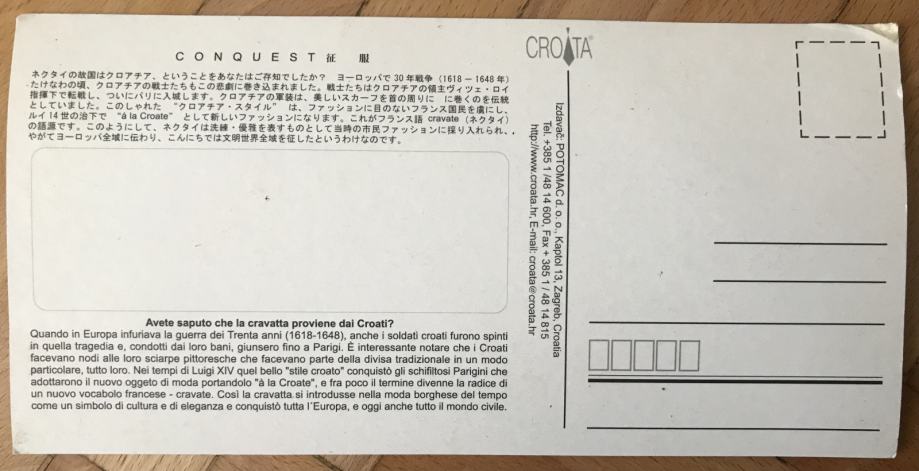 CONQUEST 征 服
ネクタイの故国はクロアチア、ということをあなたはご存知でしたか? ヨーロッパで30年戦争(1618-1648年)
たけなわの頃、クロアチアの戦士たちもこの悲劇に巻き込まれました。戦士たちはクロアチアの領主ヴィツェ・ロイ
指揮下で転戦し、ついにパリに入城します。クロアチアの軍装は、美しいスカーフを首の周りに に巻くのを伝統
としていました。このしゃれた “クロアチア・スタイル” は、ファッションに目のないフランス国民を虜にし、
ルイ14世の治下で “á la Croate” として新しいファッションになります。これがフランス語 cravate(ネクタイ)
の語源です。このようにして、ネクタイは洗練・優雅を表すものとして当時の市民ファッションに採り入れられ、
やがてヨーロッパ全域に伝わり、こんにちでは文明世界全域を征したというわけなのです。
Avete saputo che la cravatta proviene dai Croati?
Quando in Europa infuriava la guerra dei Trenta anni (1618-1648), anche i soldati croati furono spinti
in quella tragedia e, condotti dai loro bani, giunsero fino a Parigi. È interessante notare che i Croati
facevano nodi alle loro sciarpe pittoresche che facevano parte della divisa tradizionale in un modo
particolare, tutto loro. Nei tempi di Luigi XIV quel bello "stile croato" conquistò gli schifiltosi Parigini che
adottarono il nuovo oggeto di moda portandolo "à la Croate", e fra poco il termine divenne la radice di
un nuovo vocabolo francese - cravate. Così la cravatta si introdusse nella moda borghese del tempo
come un simbolo di cultura e di eleganza e conquistò tutta l´Europa, e oggi anche tutto il mondo civile.
CROATA
Izdavač: POTOMAC d. o. o., Kaptol 13, Zagreb, Croatia
Tel. +385 1 /48 14 600, Fax + 385 1 / 48 14 815
http://www.croata.hr, E-mail: croata@croata.hr